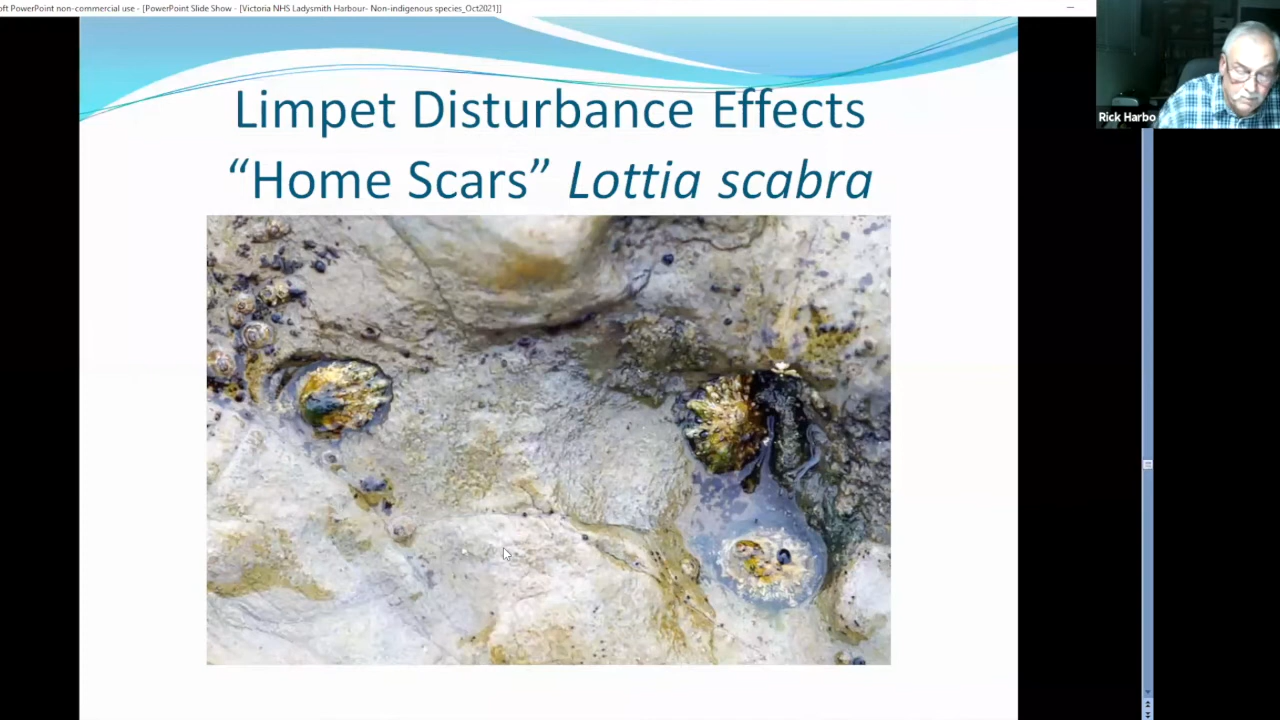 oft PowerPoint non-commercial use - [PowerPoint Slide Show - [Victoria NHS Ladysmith Harbour- Non-indigenous species_Oct2021]]
Limpet Disturbance Effects
“Home Scars” Lottia scabra
Rick Harbo